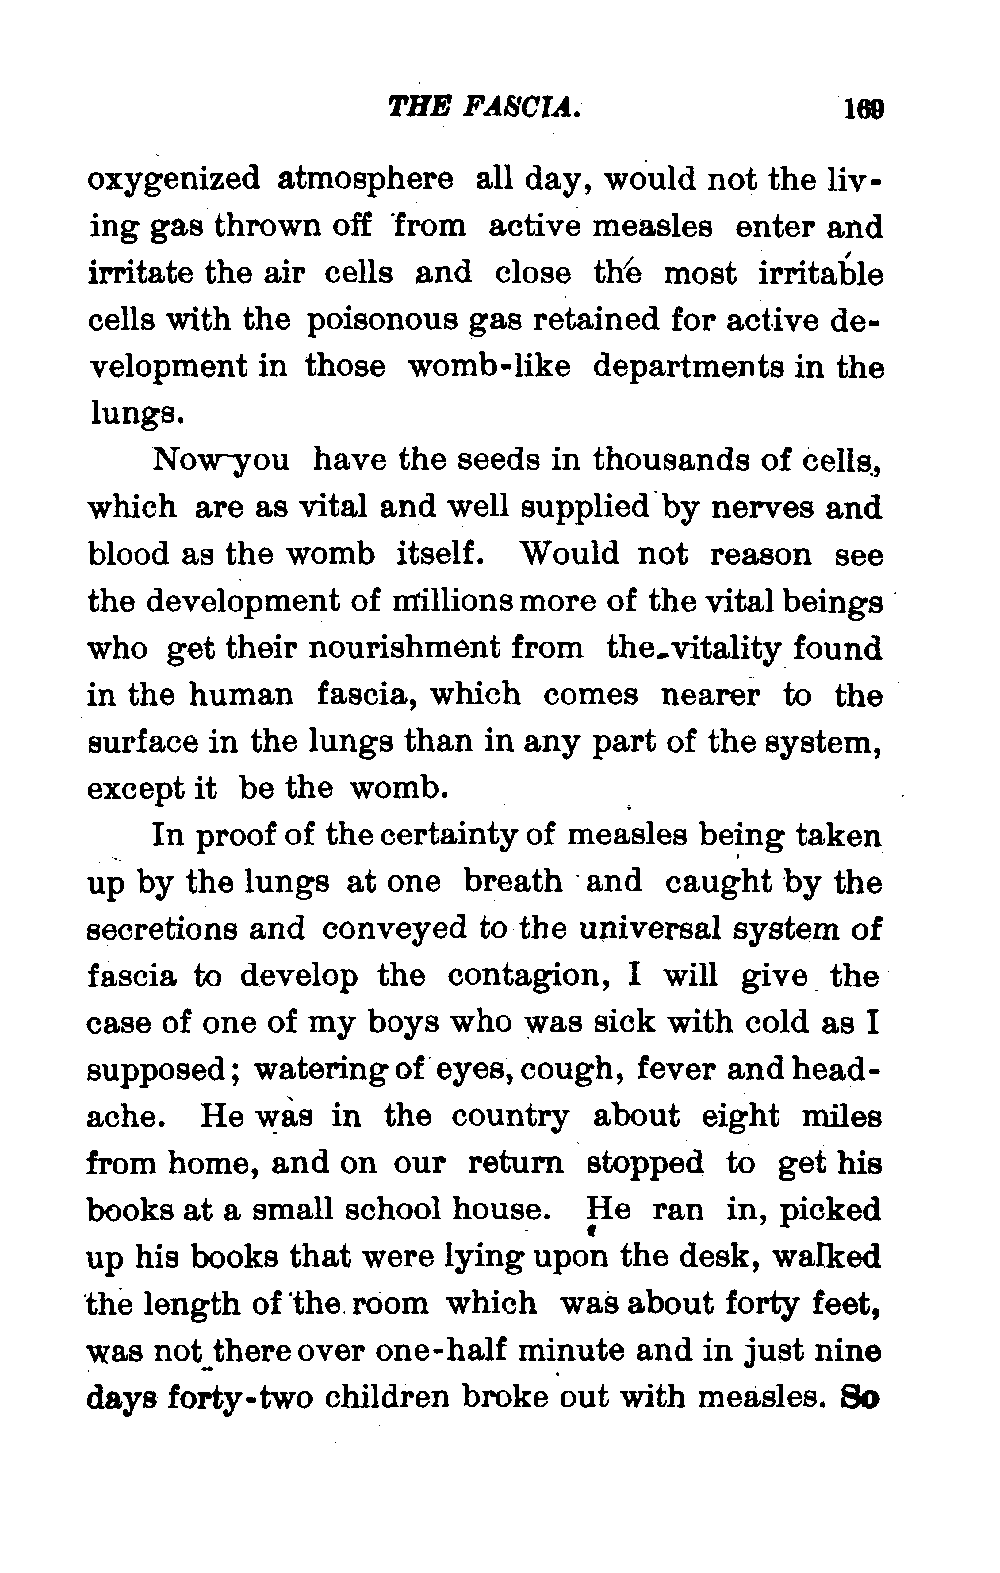 THE FASCIA. 169
oxygenized atmosphere all day, would not the liv-
ing gas thrown off from active measles enter and
irritate the air cells and close the most irritable
cells with the poisonous gas retained for active de-
velopment in those womb-like departments in the
lungs.
Now you have the seeds in thousands of cells,
which are as vital and well supplied by nerves and
blood as the womb itself. Would not reason see
the development of millions more of the vital beings
who get their nourishment from the vitality found
in the human fascia, which comes nearer to the
surface in the lungs than in any part of the system,
except it be the womb.
In proof of the certainty of measles being taken
up by the lungs at one breath and caught by the
secretions and conveyed to the universal system of
fascia to develop the contagion, I will give the
case of one of my boys who was sick with cold as I
supposed; watering of eyes, cough, fever and head-
ache. He was in the country about eight miles
from home, and on our return stopped to get his
books at a small school house. He ran in, picked
up his books that were lying upon the desk, walked
the length of the room which was about forty feet,
was not there over one-half minute and in just nine
days forty-two children broke out with measles. So